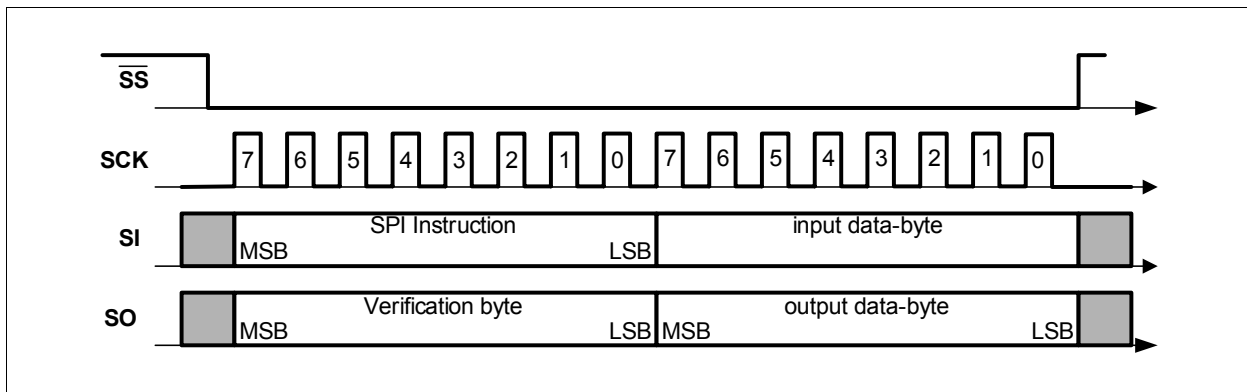 SS
SCK 7 6 5 4 3 2 1 0 7 6 5 4 3 2 1 0
SI MSB SPI Instruction LSB input data-byte
SO MSB Verification byte LSB MSB output data-byte LSB